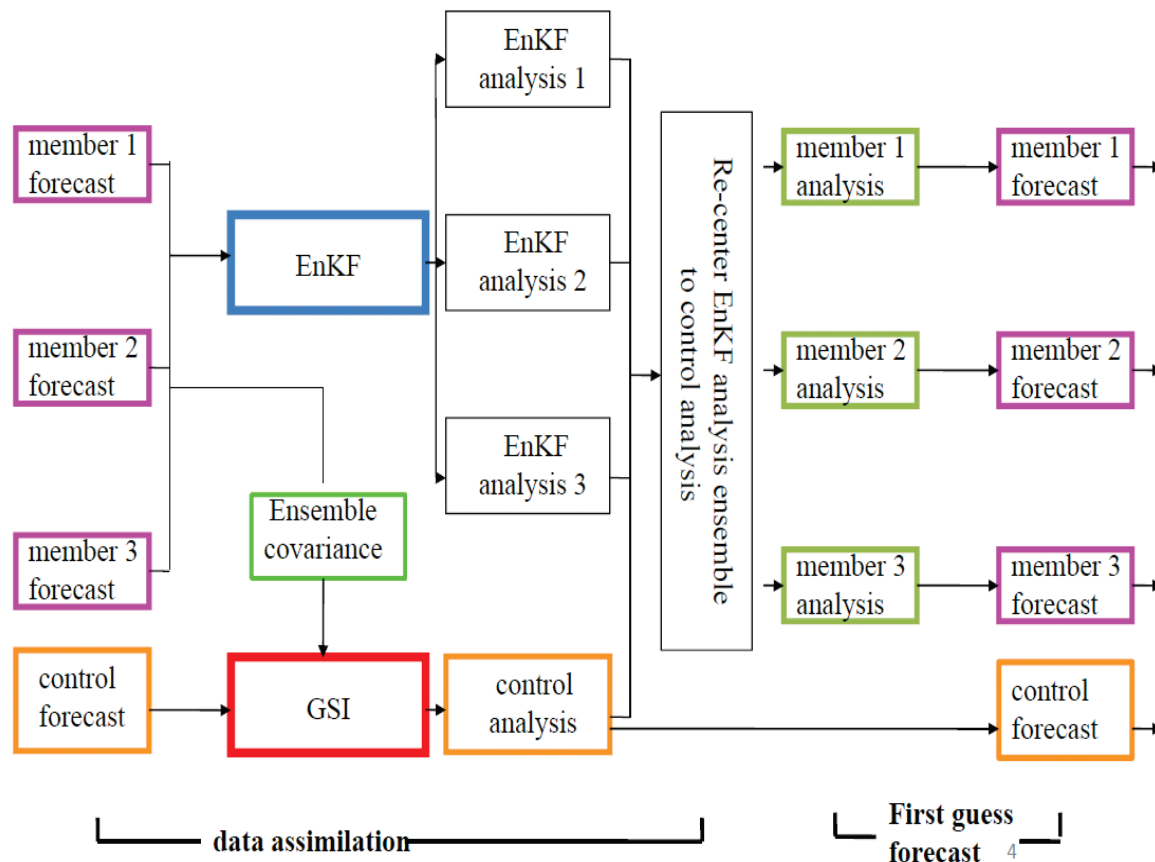 EnKF
analysis 1
member 1
forecast
EnKF
EnKF
analysis 2
member 2
forecast
EnKF
analysis 3
Ensemble
covariance
member 3
forecast
control
forecast
GSI
control
analysis
Re-center EnKF analysis ensemble
to control analysis
member 1
analysis
member 1
forecast
member 2
analysis
member 2
forecast
member 3
analysis
member 3
forecast
control
forecast
data assimilation
First guess
forecast
4